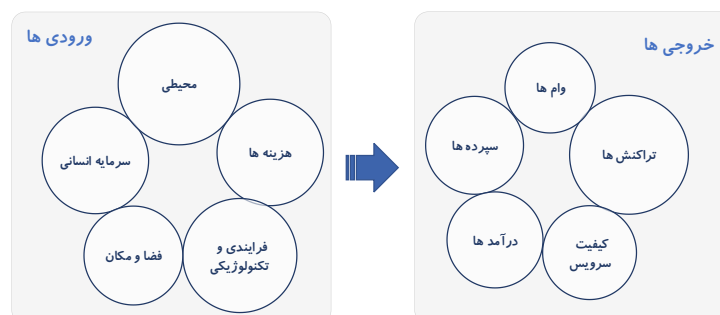 ورودی ها
محیطی
هزینه ها
سرمایه انسانی
فضا و مکان
فرایندی و
تکنولوژیکی
خروجی ها
وام ها
تراکنش ها
سپرده ها
درآمد ها
کیفیت
سرویس